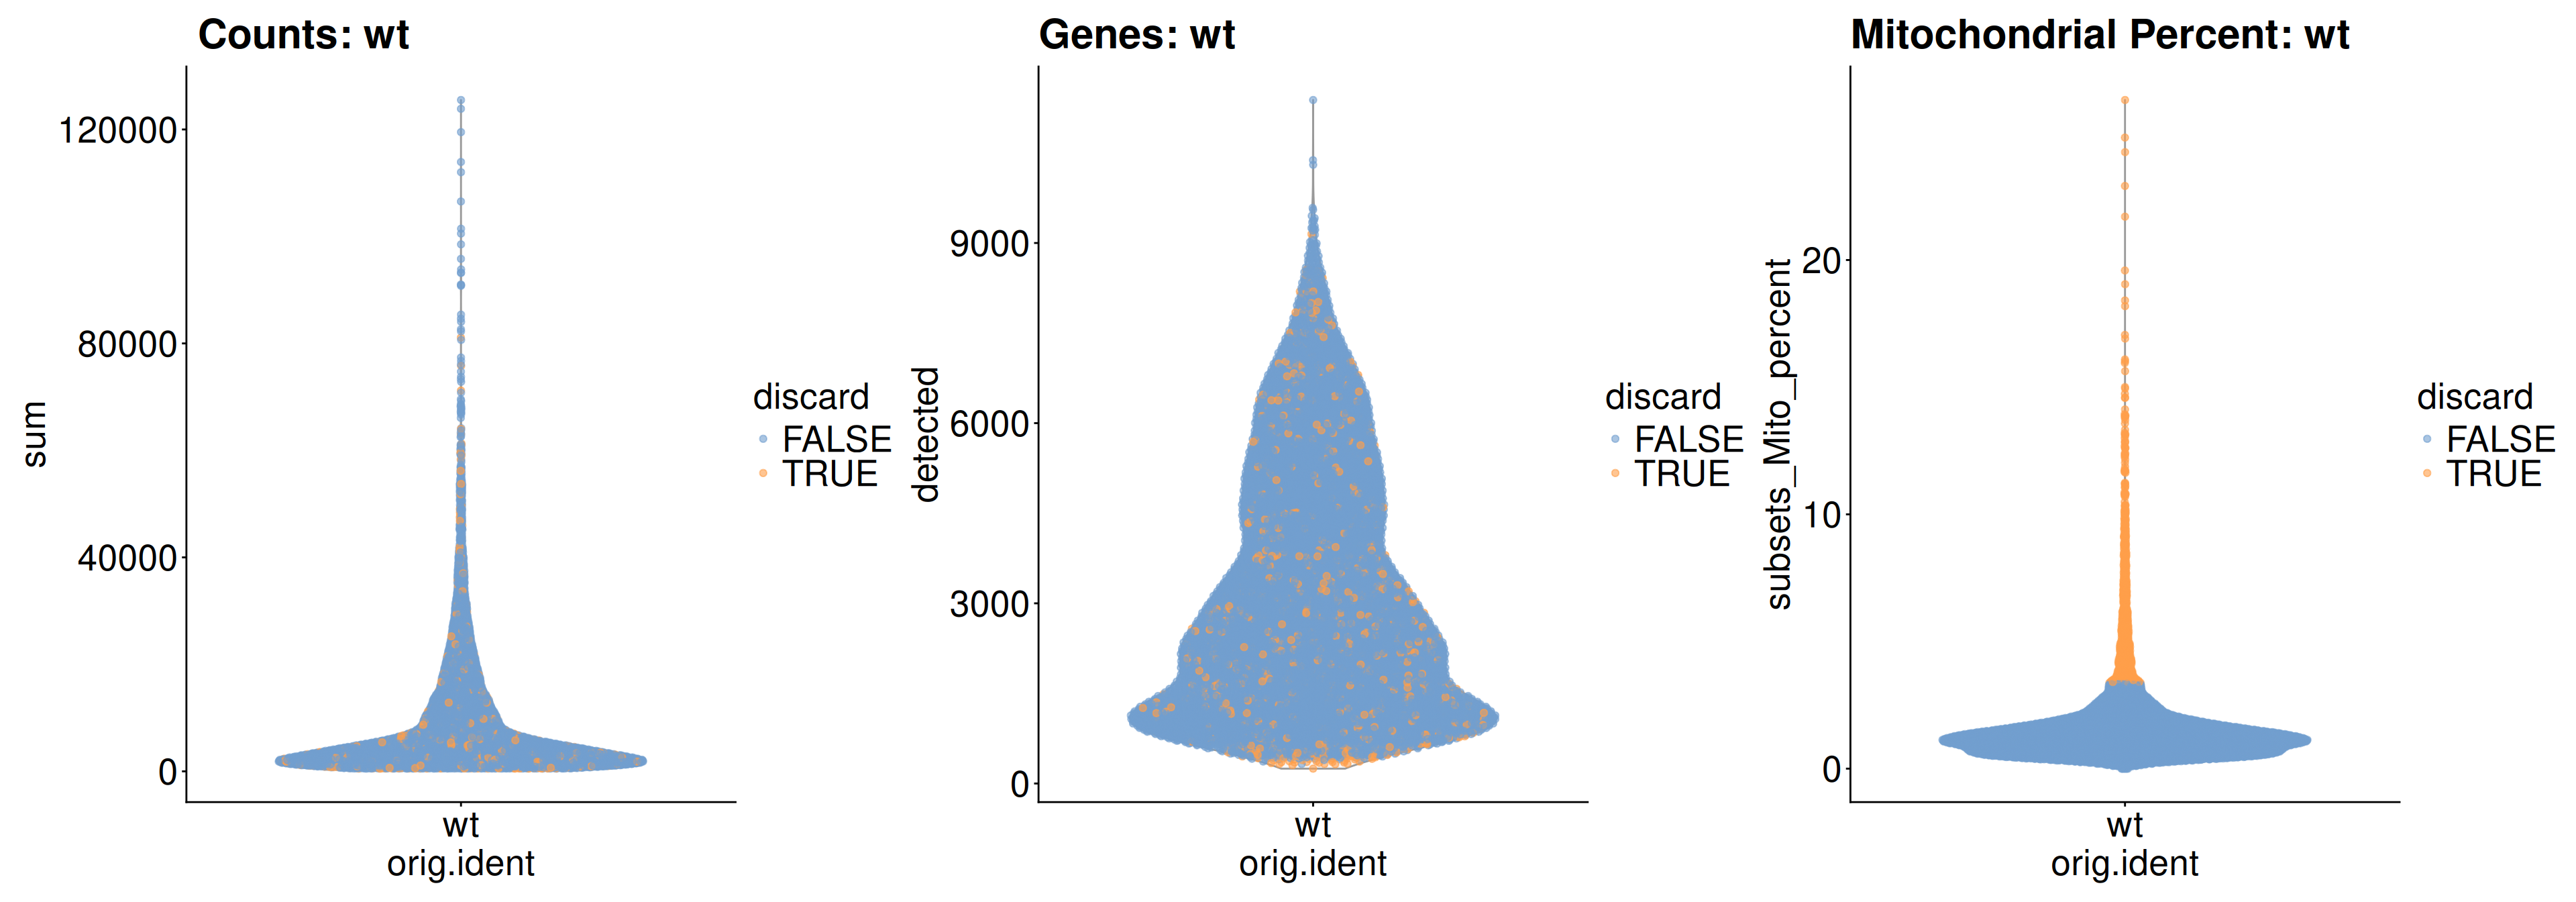 Counts: wt
sum
120000
80000
40000
0
wt
orig.ident
discard
FALSE
TRUE
Genes: wt
detected
9000
6000
3000
0
wt
orig.ident
discard
FALSE
TRUE
Mitochondrial Percent: wt
subsets_Mito_percent
20
10
0
wt
orig.ident
discard
FALSE
TRUE